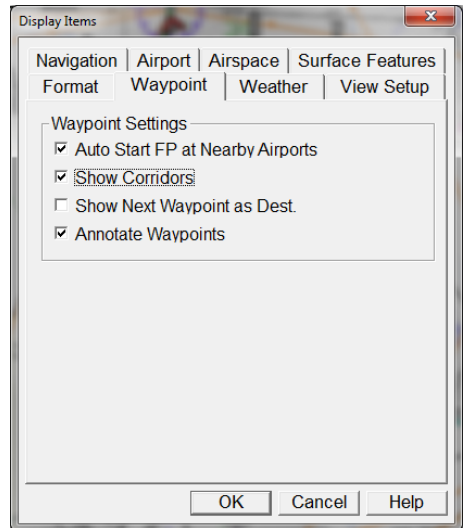 Display Items
Navigation Airport Airspace Surface Features
Format Waypoint Weather View Setup
Waypoint Settings
Auto Start FP at Nearby Airports
Show Corridors
Show Next Waypoint as Dest.
Annotate Waypoints
OK Cancel Help